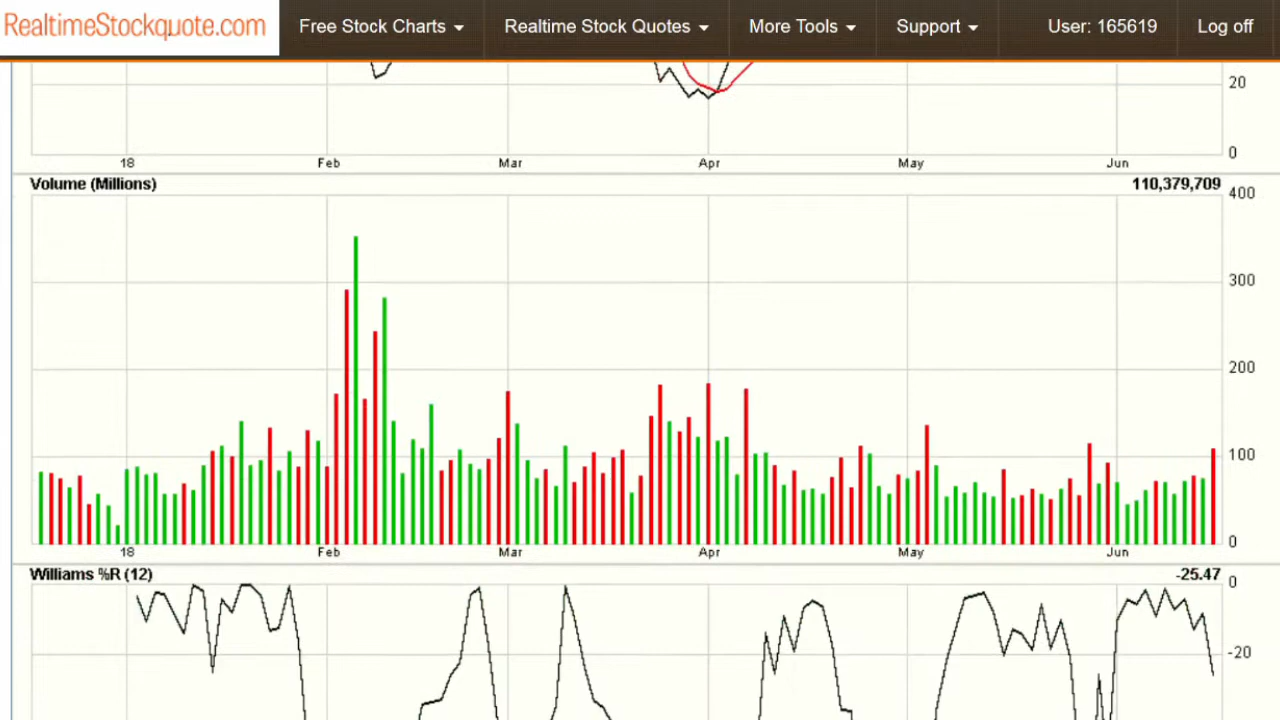 RealtimeStockquote.com Free Stock Charts Realtime Stock Quotes More Tools Support User: 165619 Log off
20
0
18 Feb Mar Apr May Jun
Volume (Millions) 110,379,709
400
300
200
100
0
18 Feb Mar Apr May Jun
Williams %R (12) -25.47
0
-20